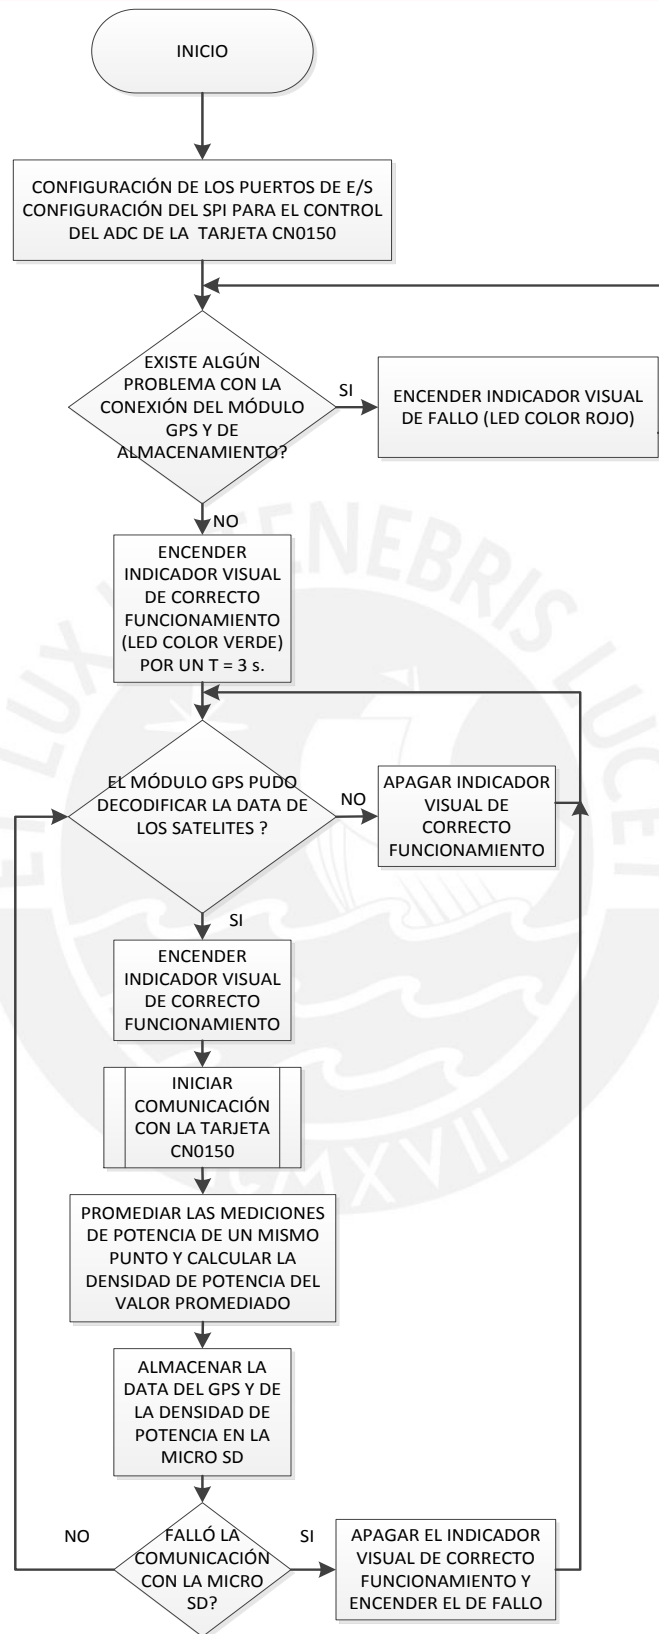 INICIO
CONFIGURACIÓN DE LOS PUERTOS DE E/S
CONFIGURACIÓN DEL SPI PARA EL CONTROL
DEL ADC DE LA TARJETA CN0150
EXISTE ALGÚN
PROBLEMA CON LA
CONEXIÓN DEL MÓDULO
GPS Y DE
ALMACENAMIENTO?
SI
ENCENDER INDICADOR VISUAL
DE FALLO (LED COLOR ROJO)
NO
ENCENDER
INDICADOR VISUAL
DE CORRECTO
FUNCIONAMIENTO
(LED COLOR VERDE)
POR UN T = 3 s.
EL MÓDULO GPS PUDO
DECODIFICAR LA DATA DE
LOS SATELITES ?
NO
APAGAR INDICADOR
VISUAL DE
CORRECTO
FUNCIONAMIENTO
SI
ENCENDER
INDICADOR VISUAL
DE CORRECTO
FUNCIONAMIENTO
INICIAR
COMUNICACIÓN
CON LA TARJETA
CN0150
PROMEDIAR LAS MEDICIONES
DE POTENCIA DE UN MISMO
PUNTO Y CALCULAR LA
DENSIDAD DE POTENCIA DEL
VALOR PROMEDIADO
ALMACENAR LA
DATA DEL GPS Y DE
LA DENSIDAD DE
POTENCIA EN LA
MICRO SD
NO
FALLÓ LA
COMUNICACIÓN
CON LA MICRO
SD?
SI
APAGAR EL INDICADOR
VISUAL DE CORRECTO
FUNCIONAMIENTO Y
ENCENDER EL DE FALLO